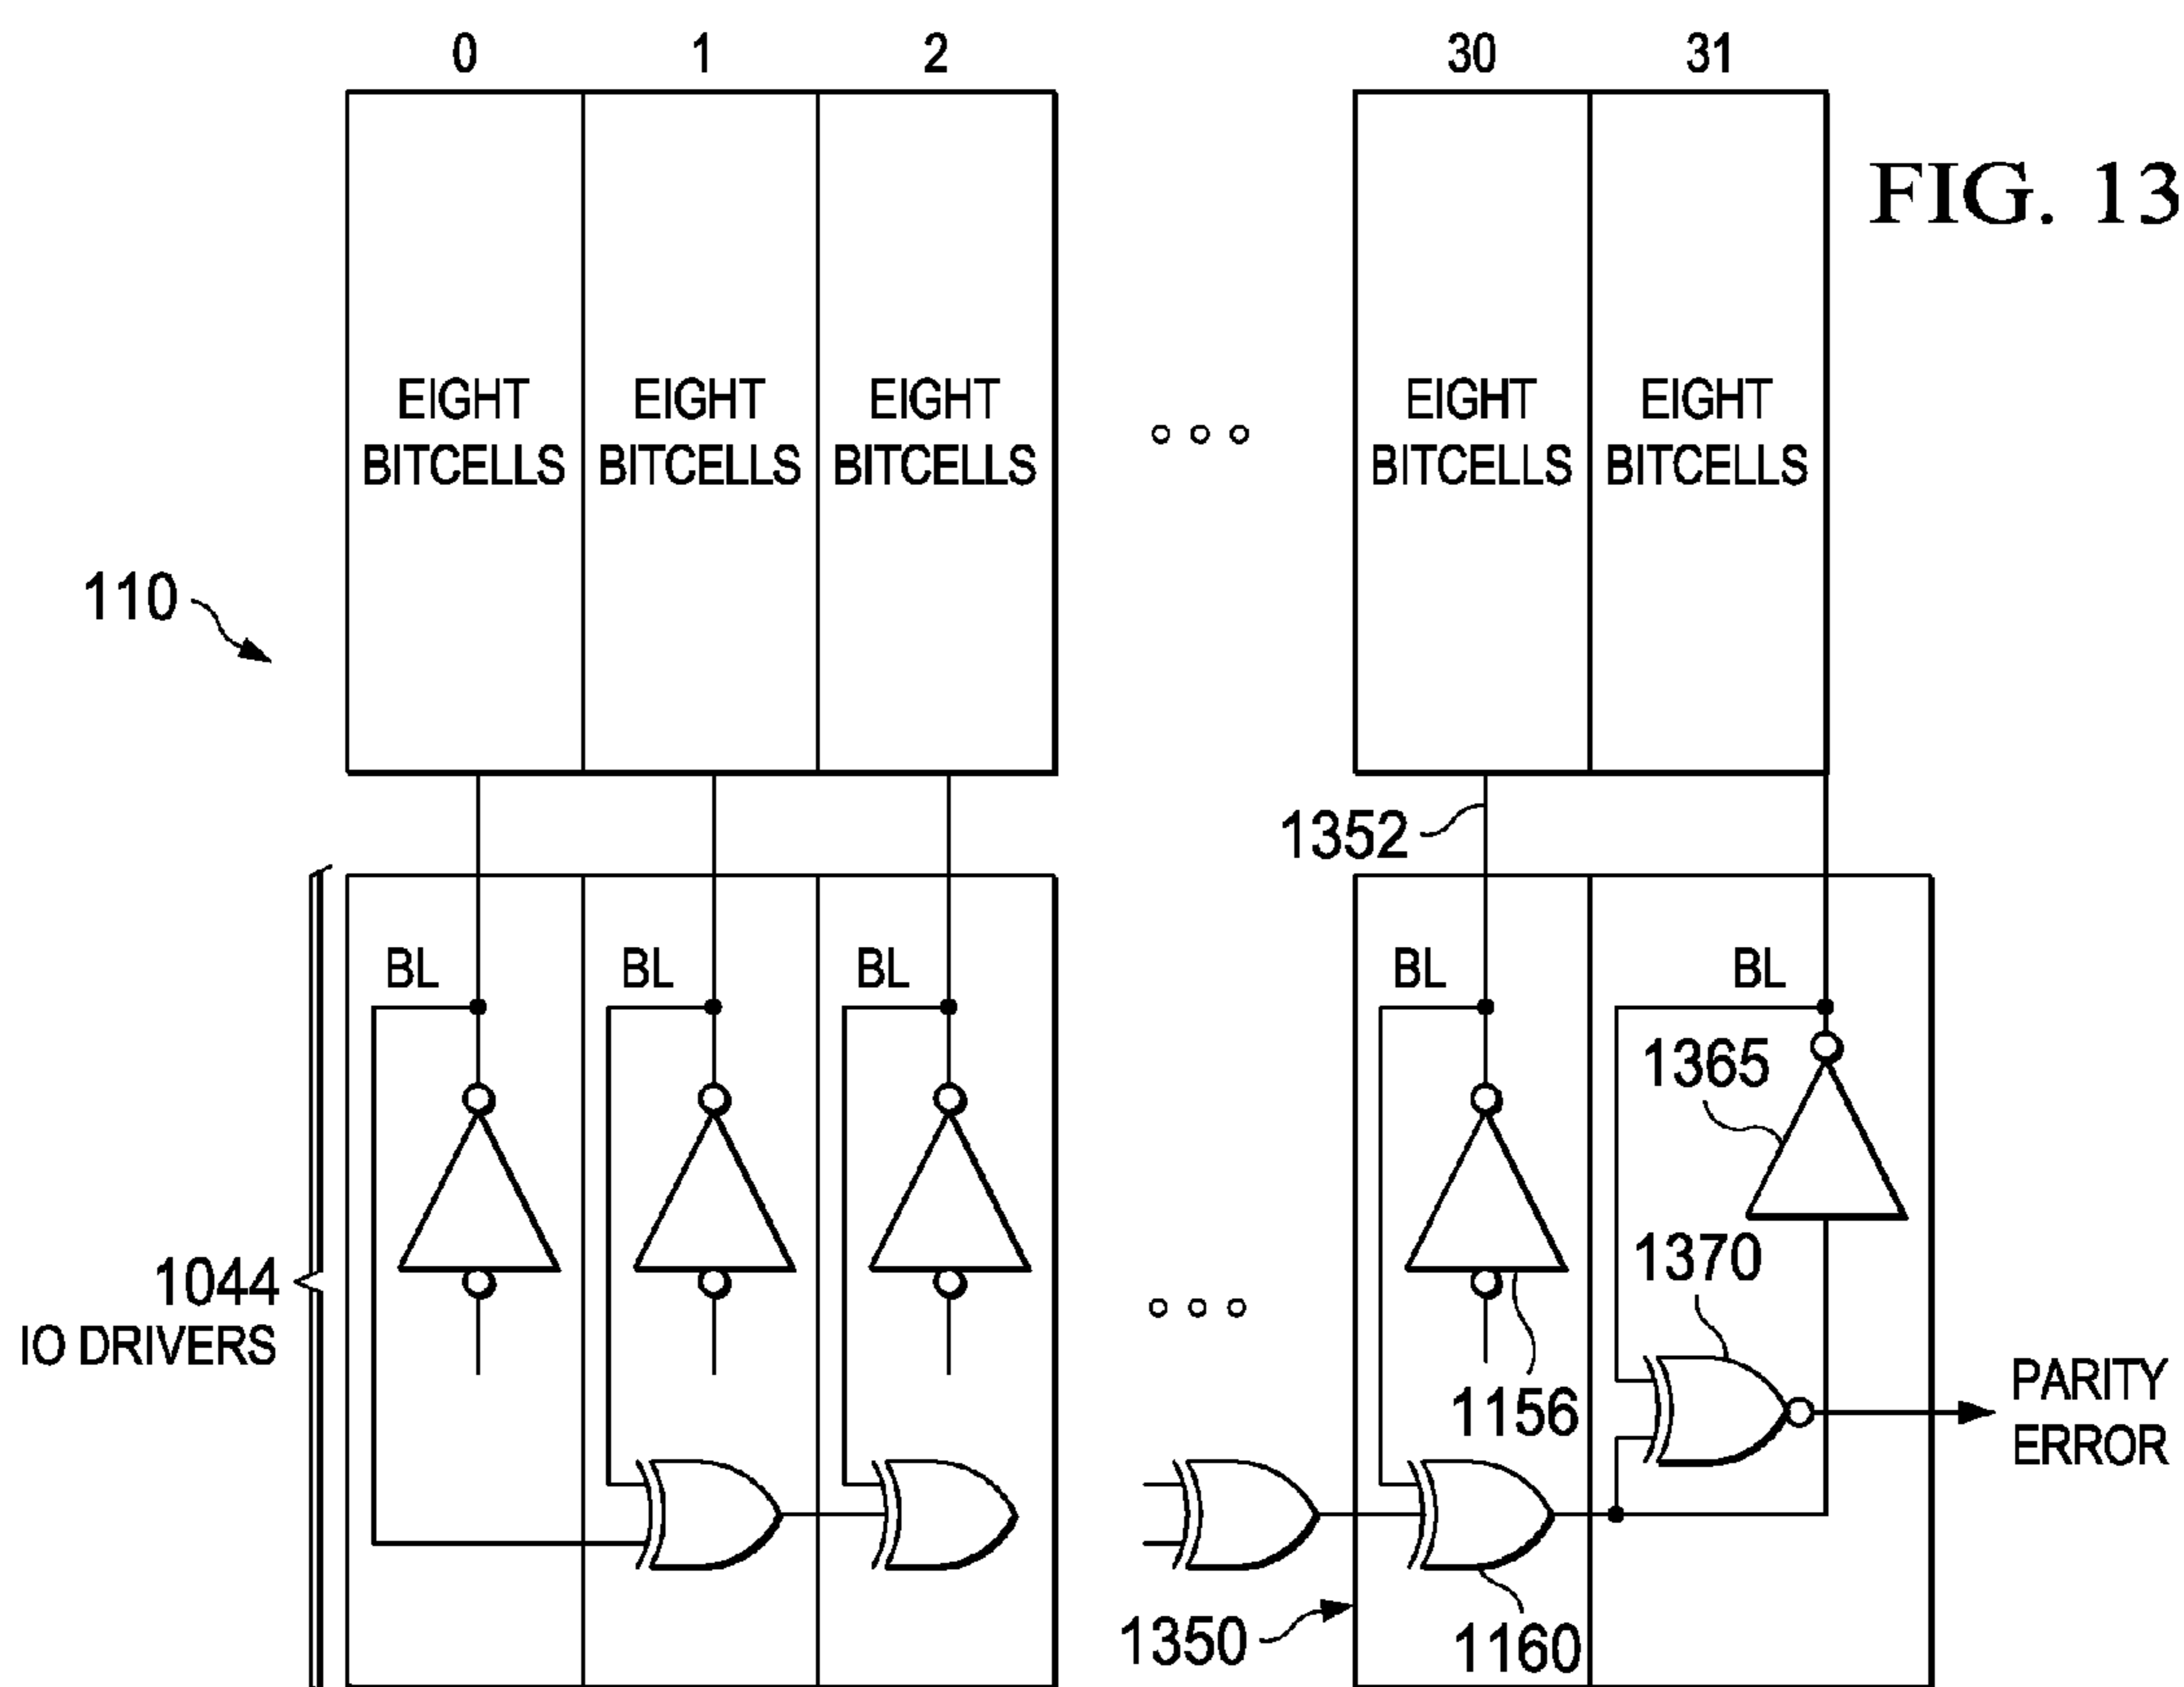 0 1 2 30 31
FIG. 13
EIGHT BITCELLS
EIGHT BITCELLS
EIGHT BITCELLS
EIGHT BITCELLS
EIGHT BITCELLS
110
1352
BL BL BL BL BL
1365
1370
1044
IO DRIVERS
1156
PARITY
ERROR
1350
1160